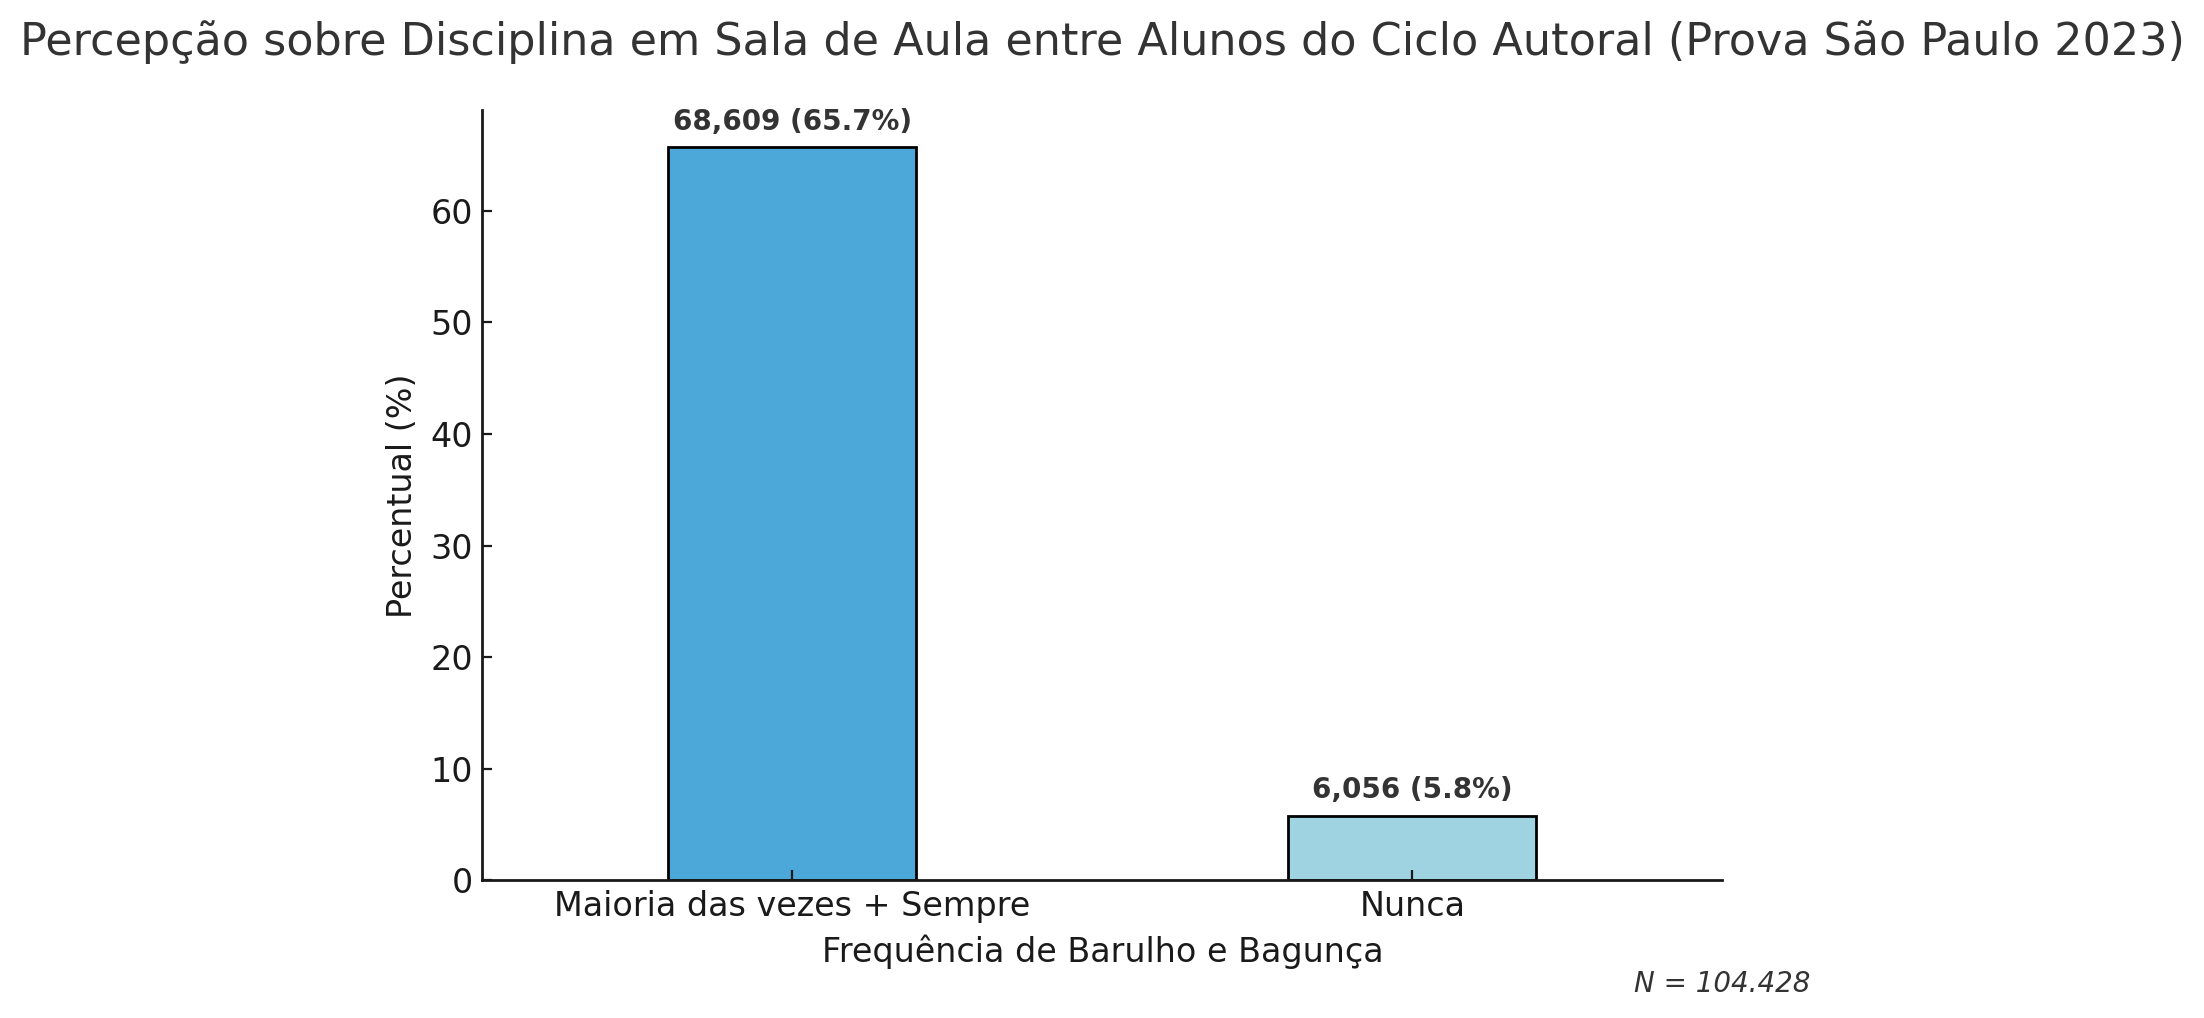 Percepção sobre Disciplina em Sala de Aula entre Alunos do Ciclo Autoral (Prova São Paulo 2023)
68,609 (65.7%)
60
50
40
30
20
10
0
Percentual (%)
6,056 (5.8%)
Maioria das vezes + Sempre
Nunca
Frequência de Barulho e Bagunça
N = 104.428